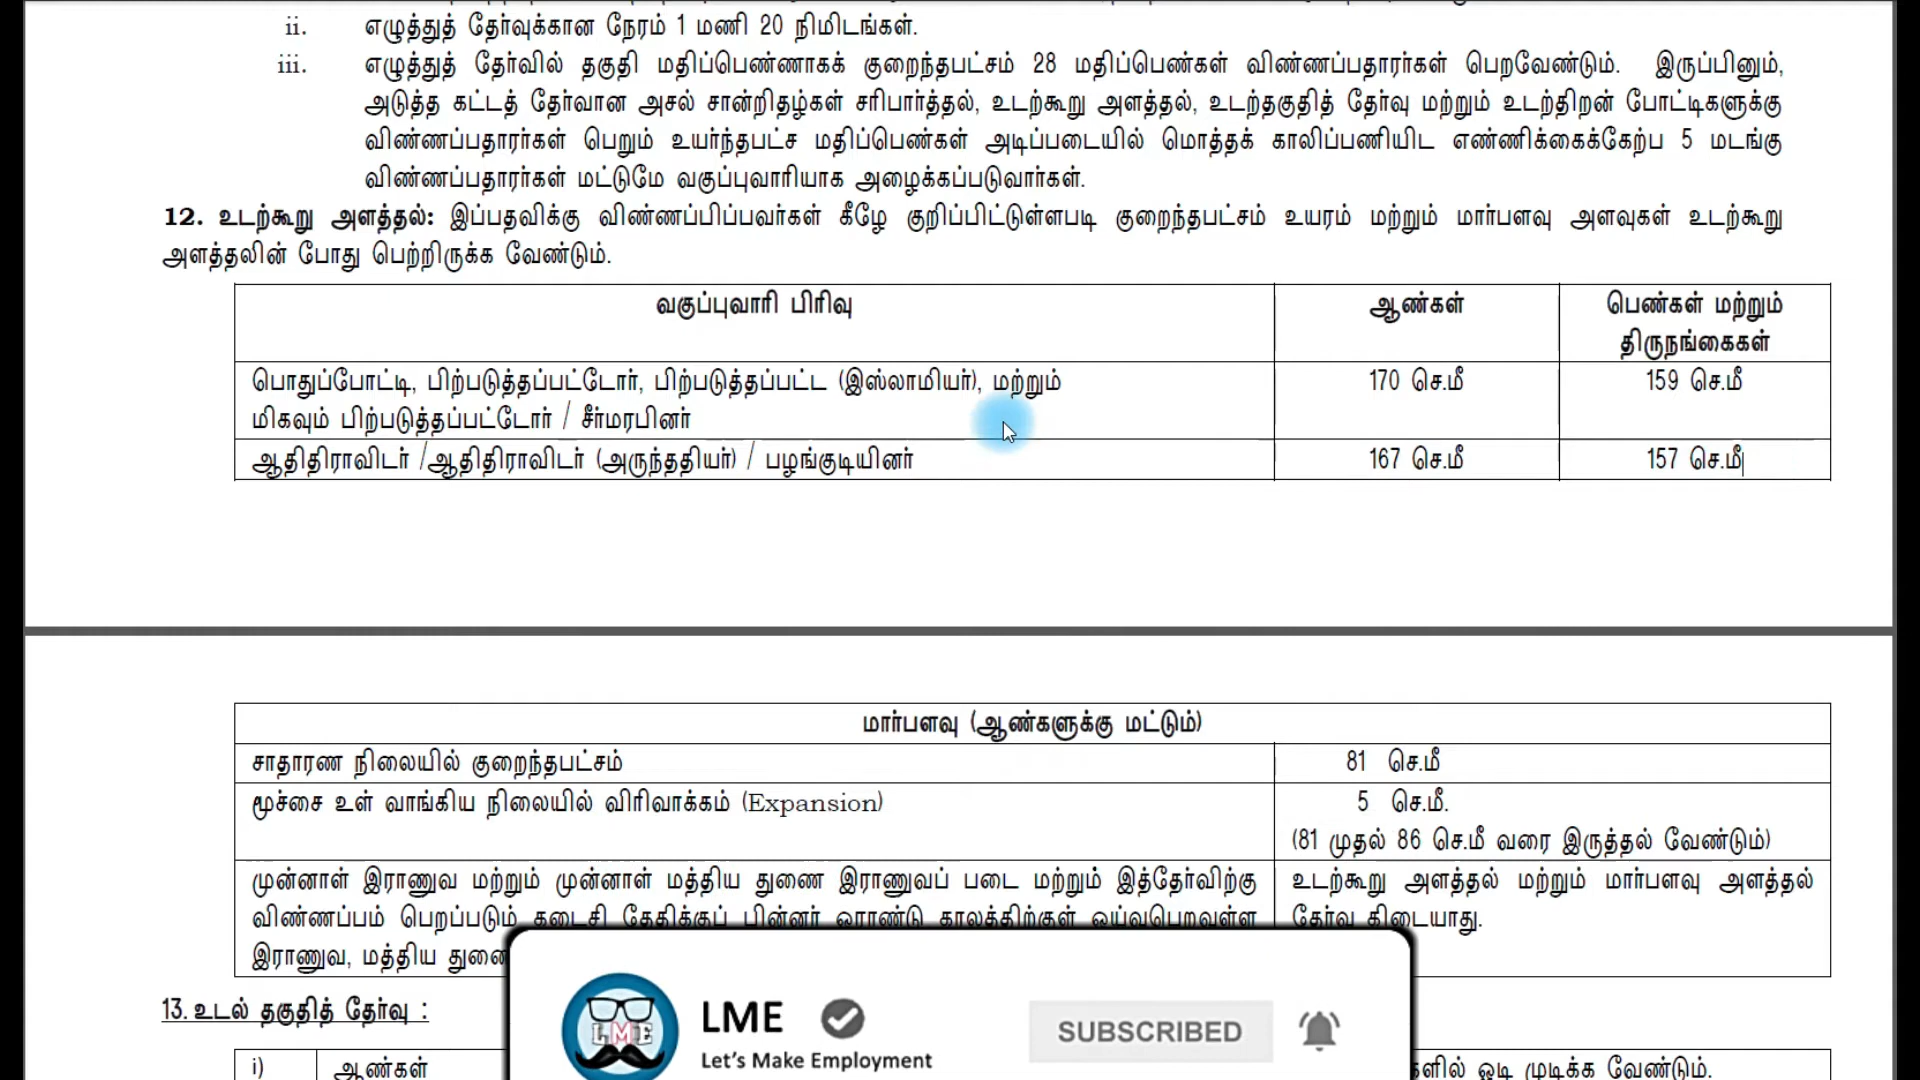 ii. எழுத்துத் தேர்வுக்கான நேரம் 1 மணி 20 நிமிடங்கள்.
iii. எழுத்துத் தேர்வில் தகுதி மதிப்பெண்ணாகக் குறைந்தபட்சம் 28 மதிப்பெண்கள் விண்ணப்பதாரர்கள் பெறவேண்டும். இருப்பினும்,
அடுத்த கட்டத் தேர்வான அசல் சான்றிதழ்கள் சரிபார்த்தல், உடற்கூறு அளத்தல், உடற்தகுதித் தேர்வு மற்றும் உடற்திறன் போட்டிகளுக்கு
விண்ணப்பதாரர்கள் பெறும் உயர்ந்தபட்ச மதிப்பெண்கள் அடிப்படையில் மொத்தக் காலிப்பணியிட எண்ணிக்கைக்கேற்ப 5 மடங்கு
விண்ணப்பதாரர்கள் மட்டுமே வகுப்புவாரியாக அழைக்கப்படுவார்கள்.
12. உடற்கூறு அளத்தல்: இப்பதவிக்கு விண்ணப்பிப்பவர்கள் கீழே குறிப்பிட்டுள்ளபடி குறைந்தபட்சம் உயரம் மற்றும் மார்பளவு அளவுகள் உடற்கூறு
அளத்தலின் போது பெற்றிருக்க வேண்டும்.
வகுப்புவாரி பிரிவு ஆண்கள் பெண்கள் மற்றும்
திருநங்கைகள்
பொதுப்போட்டி, பிற்படுத்தப்பட்டோர், பிற்படுத்தப்பட்ட (இஸ்லாமியர்), மற்றும் 170 செ.மீ 159 செ.மீ
மிகவும் பிற்படுத்தப்பட்டோர் / சீர்மரபினர்
ஆதிதிராவிடர் /ஆதிதிராவிடர் (அருந்ததியர்) / பழங்குடியினர் 167 செ.மீ 157 செ.மீ
மார்பளவு (ஆண்களுக்கு மட்டும்)
சாதாரண நிலையில் குறைந்தபட்சம் 81 செ.மீ
மூச்சை உள் வாங்கிய நிலையில் விரிவாக்கம் (Expansion) 5 செ.மீ.
(81 முதல் 86 செ.மீ வரை இருத்தல் வேண்டும்)
முன்னாள் இராணுவ மற்றும் முன்னாள் மத்திய துணை இராணுவப் படை மற்றும் இத்தேர்விற்கு உடற்கூறு அளத்தல் மற்றும் மார்பளவு அளத்தல்
விண்ணப்பம் பெறப்படும் கடைசி தேதிக்குப் பின்னர் ஓராண்டு காலத்திற்குள் ஓய்வுபெறவுள்ள தேர்வு கிடையாது.
இராணுவ, மத்திய துணை
13. உடல் தகுதித் தேர்வு :
LME
SUBSCRIBED
Let's Make Employment
i) ஆண்கள் ஓடி முடிக்க வேண்டும்.